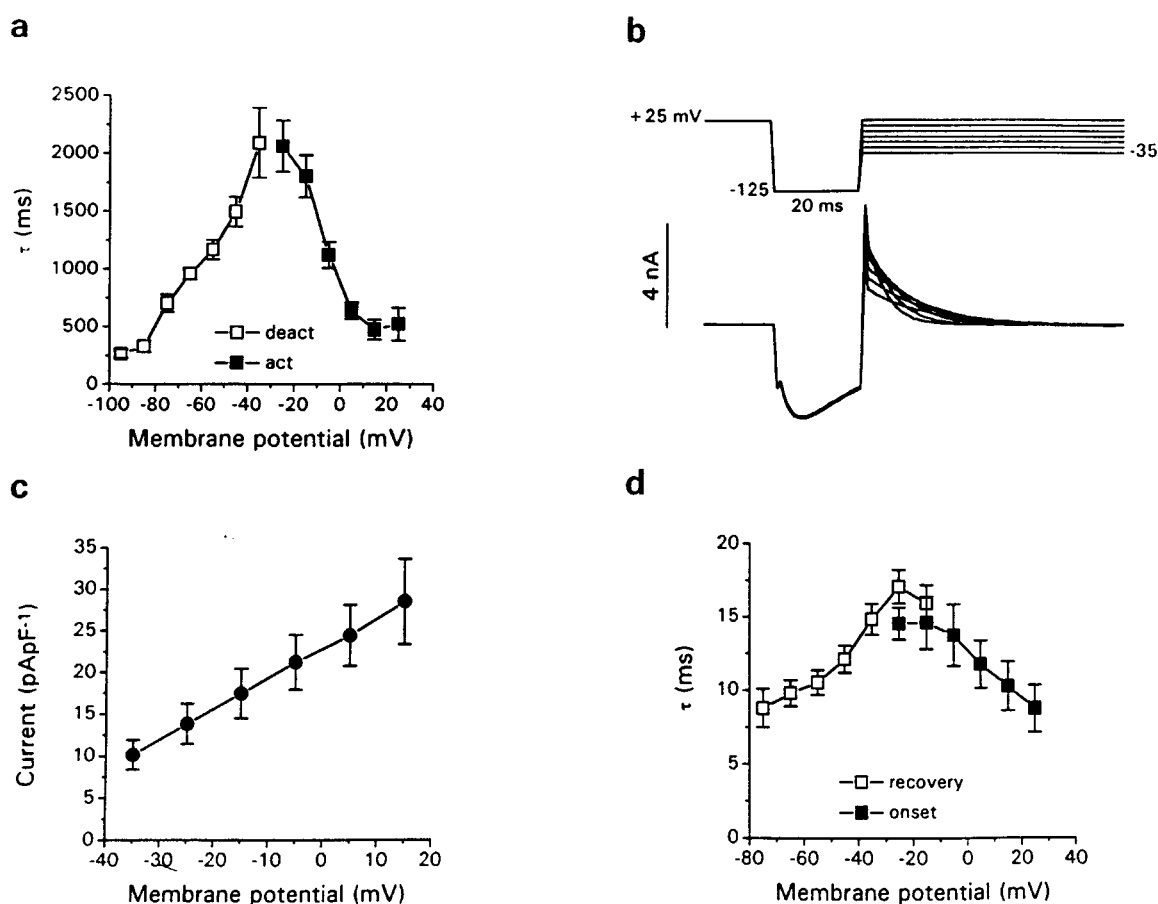 a
2500
2000
1500
1000
500
0
τ (ms)
deact
act
-100 -80 -60 -40 -20 0 20 40
Membrane potential (mV)
b
+25 mV
-35
-125
20 ms
4 nA
c
35
30
25
20
15
10
5
0
Current (pApF-1)
-40 -30 -20 -10 0 10 20
Membrane potential (mV)
d
20
15
10
5
0
τ (ms)
recovery
onset
-80 -60 -40 -20 0 20 40
Membrane potential (mV)